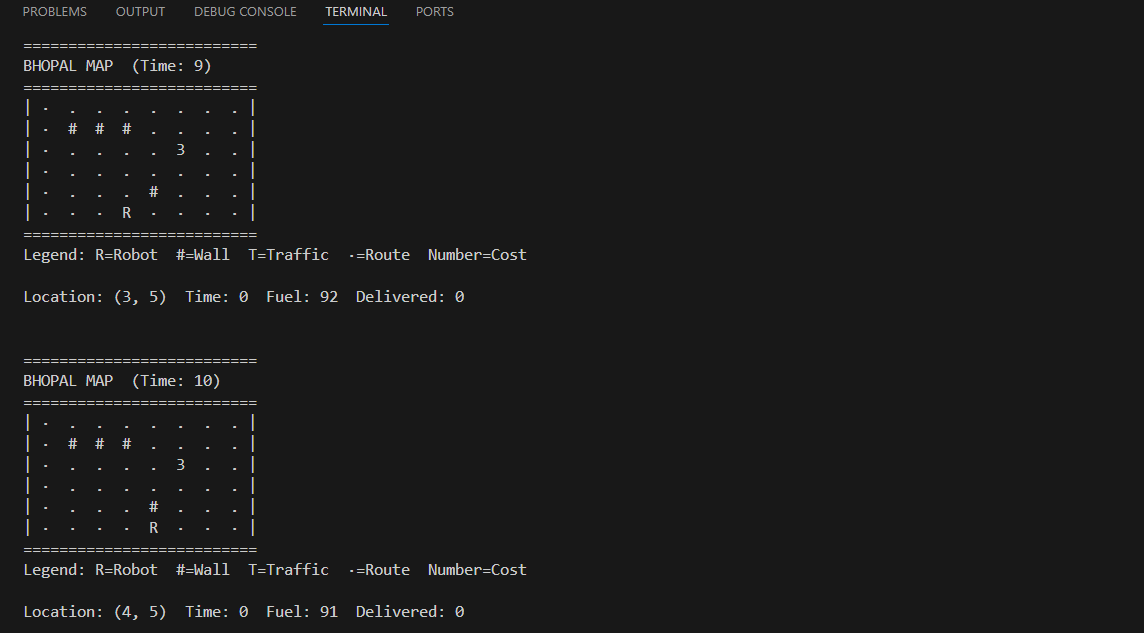 PROBLEMS OUTPUT DEBUG CONSOLE TERMINAL PORTS
==========================
BHOPAL MAP  (Time: 9)
==========================
| ·  .  .  .  .  .  .  . |
| ·  #  #  #  .  .  .  . |
| ·  .  .  .  .  3  .  . |
| ·  .  .  .  .  .  .  . |
| ·  .  .  .  #  .  .  . |
| ·  ·  ·  R  ·  ·  ·  · |
==========================
Legend: R=Robot  #=Wall  T=Traffic  ·=Route  Number=Cost
Location: (3, 5)  Time: 0  Fuel: 92  Delivered: 0
==========================
BHOPAL MAP  (Time: 10)
==========================
| ·  .  .  .  .  .  .  . |
| ·  #  #  #  .  .  .  . |
| ·  .  .  .  .  3  .  . |
| ·  .  .  .  .  .  .  . |
| ·  .  .  .  #  .  .  . |
| ·  ·  ·  ·  R  ·  ·  · |
==========================
Legend: R=Robot  #=Wall  T=Traffic  ·=Route  Number=Cost
Location: (4, 5)  Time: 0  Fuel: 91  Delivered: 0